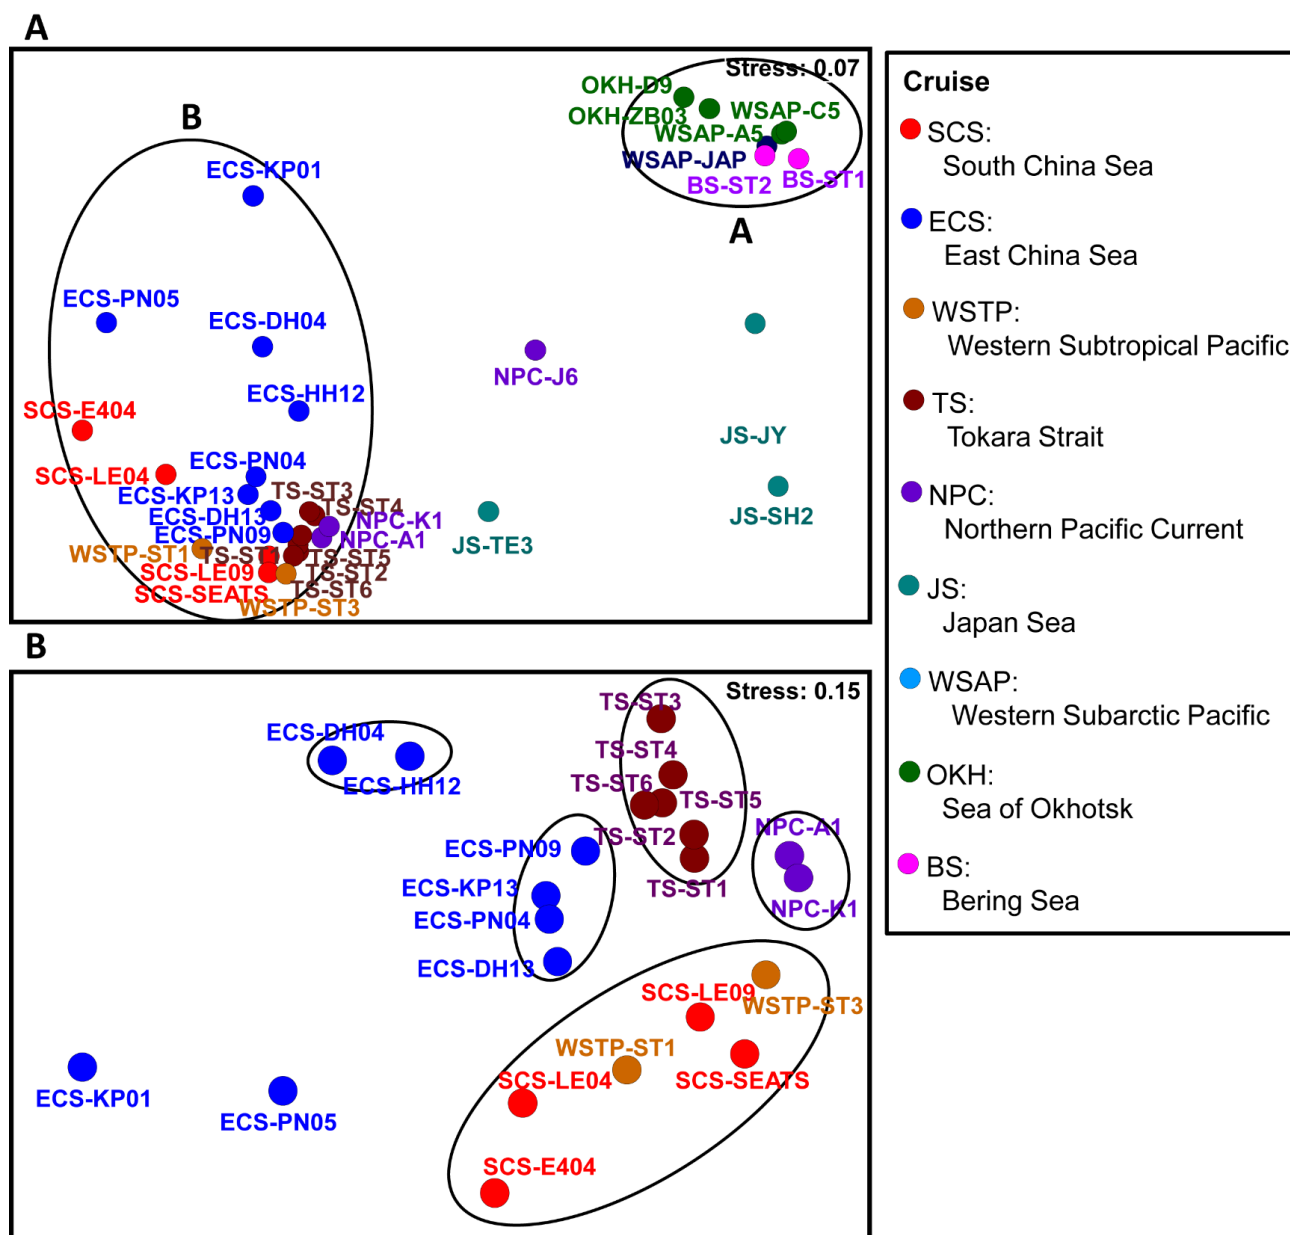 A
Stress: 0.07
OKH-D9
OKH-ZB03
WSAP-C5
WSAP-A5
WSAP-JAP
BS-ST2
BS-ST1
A
B
ECS-KP01
ECS-PN05
ECS-DH04
NPC-J6
ECS-HH12
SCS-E404
JS-JY
ECS-PN04
SCS-LE04
ECS-KP13
TS-ST3
TS-ST4
ECS-DH13
NPC-K1
JS-SH2
ECS-PN09
NPC-A1
JS-TE3
WSTP-ST1
TS-ST1
TS-ST5
SCS-LE09
TS-ST2
SCS-SEATS
TS-ST6
WSTP-ST3
B
Stress: 0.15
TS-ST3
ECS-DH04
TS-ST4
ECS-HH12
TS-ST6
TS-ST5
TS-ST2
NPC-A1
ECS-PN09
ECS-KP13
TS-ST1
NPC-K1
ECS-PN04
ECS-DH13
SCS-LE09
WSTP-ST3
WSTP-ST1
SCS-LE04
SCS-SEATS
ECS-KP01
ECS-PN05
SCS-E404
Cruise
SCS:
South China Sea
ECS:
East China Sea
WSTP:
Western Subtropical Pacific
TS:
Tokara Strait
NPC:
Northern Pacific Current
JS:
Japan Sea
WSAP:
Western Subarctic Pacific
OKH:
Sea of Okhotsk
BS:
Bering Sea